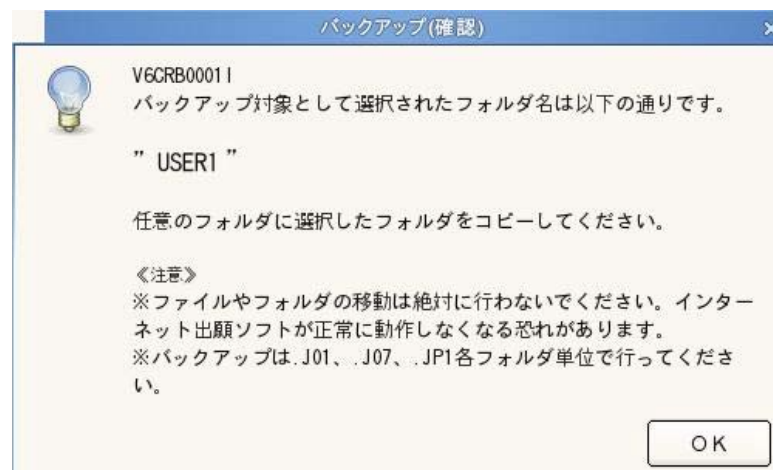 バックアップ(確認)
V6CRB0001I
バックアップ対象として選択されたフォルダ名は以下の通りです。
” USER1 ”
任意のフォルダに選択したフォルダをコピーしてください。
≪注意≫
※ファイルやフォルダの移動は絶対に行わないでください。インター
ネット出願ソフトが正常に動作しなくなる恐れがあります。
※バックアップは.J01、.J07、.JP1各フォルダ単位で行ってくださ
い。
OK